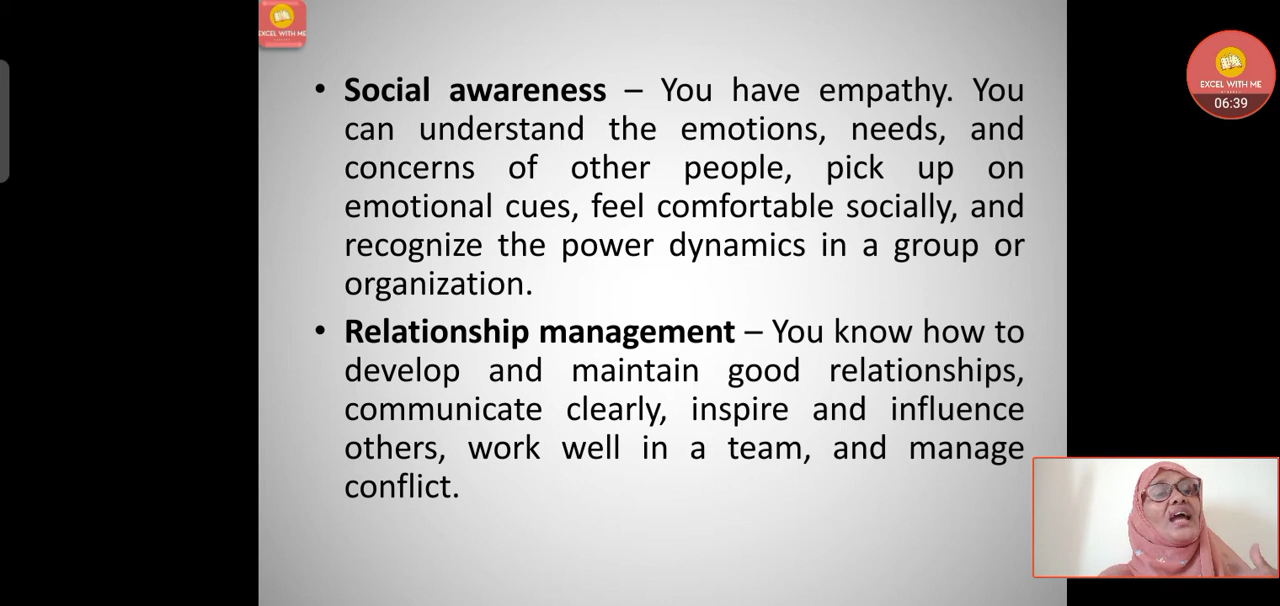 EXCEL WITH ME
• Social awareness – You have empathy. You
can understand the emotions, needs, and
concerns of other people, pick up on
emotional cues, feel comfortable socially, and
recognize the power dynamics in a group or
organization.
• Relationship management – You know how to
develop and maintain good relationships,
communicate clearly, inspire and influence
others, work well in a team, and manage
conflict.
EXCEL WITH ME
06:39